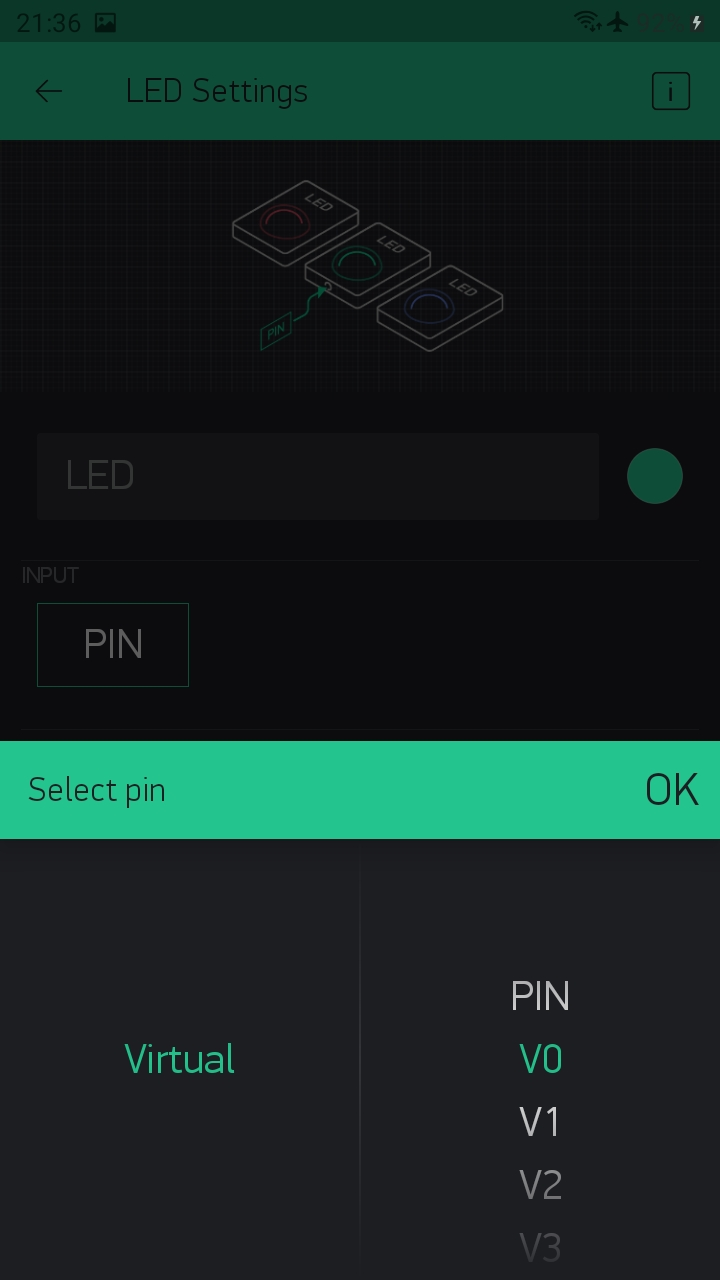 21:36
92%
LED Settings
i
LED
LED
LED
PIN
LED
INPUT
PIN
Select pin
OK
PIN
Virtual
V0
V1
V2
V3